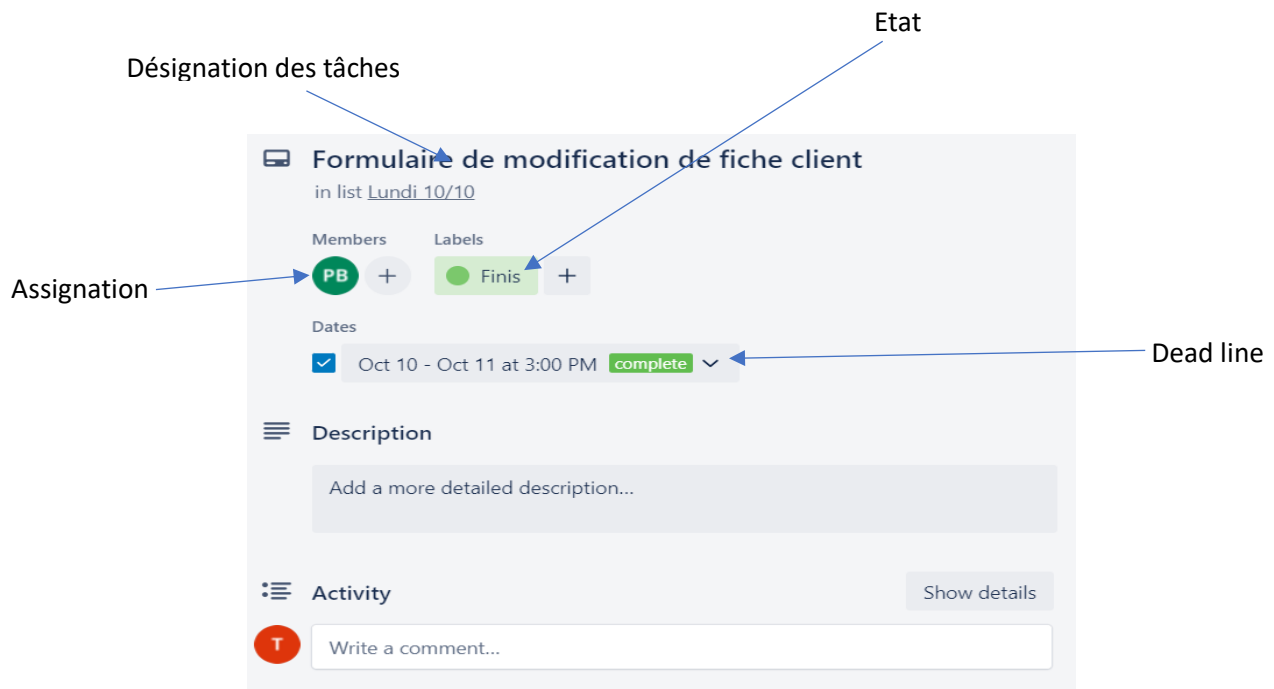 Etat
Désignation des tâches
Formulaire de modification de fiche client
in list Lundi 10/10
Members Labels
Assignation
PB + Finis +
Dates
Oct 10 - Oct 11 at 3:00 PM complete
Dead line
Description
Add a more detailed description...
Activity Show details
T Write a comment...